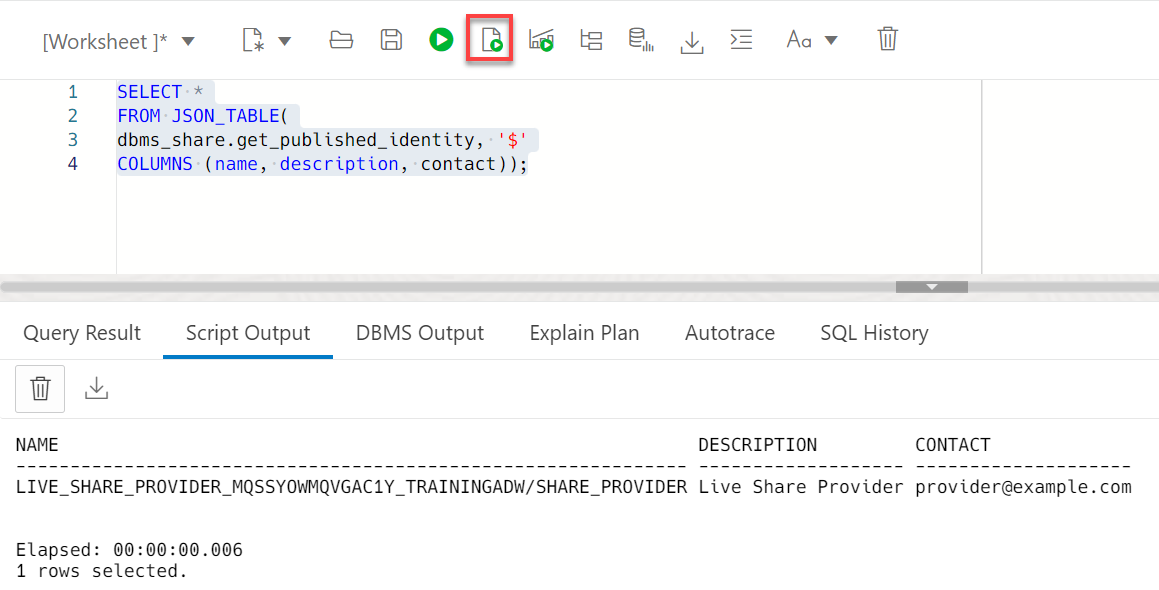 [Worksheet ]*
Aa
1 SELECT *
2 FROM JSON_TABLE(
3 dbms_share.get_published_identity, '$'
4 COLUMNS (name, description, contact));
Query Result Script Output DBMS Output Explain Plan Autotrace SQL History
NAME DESCRIPTION CONTACT
--------------------------------------------------------------- ------------------- --------------------
LIVE_SHARE_PROVIDER_MQSSYOWMQVGAC1Y_TRAININGADW/SHARE_PROVIDER Live Share Provider provider@example.com
Elapsed: 00:00:00.006
1 rows selected.